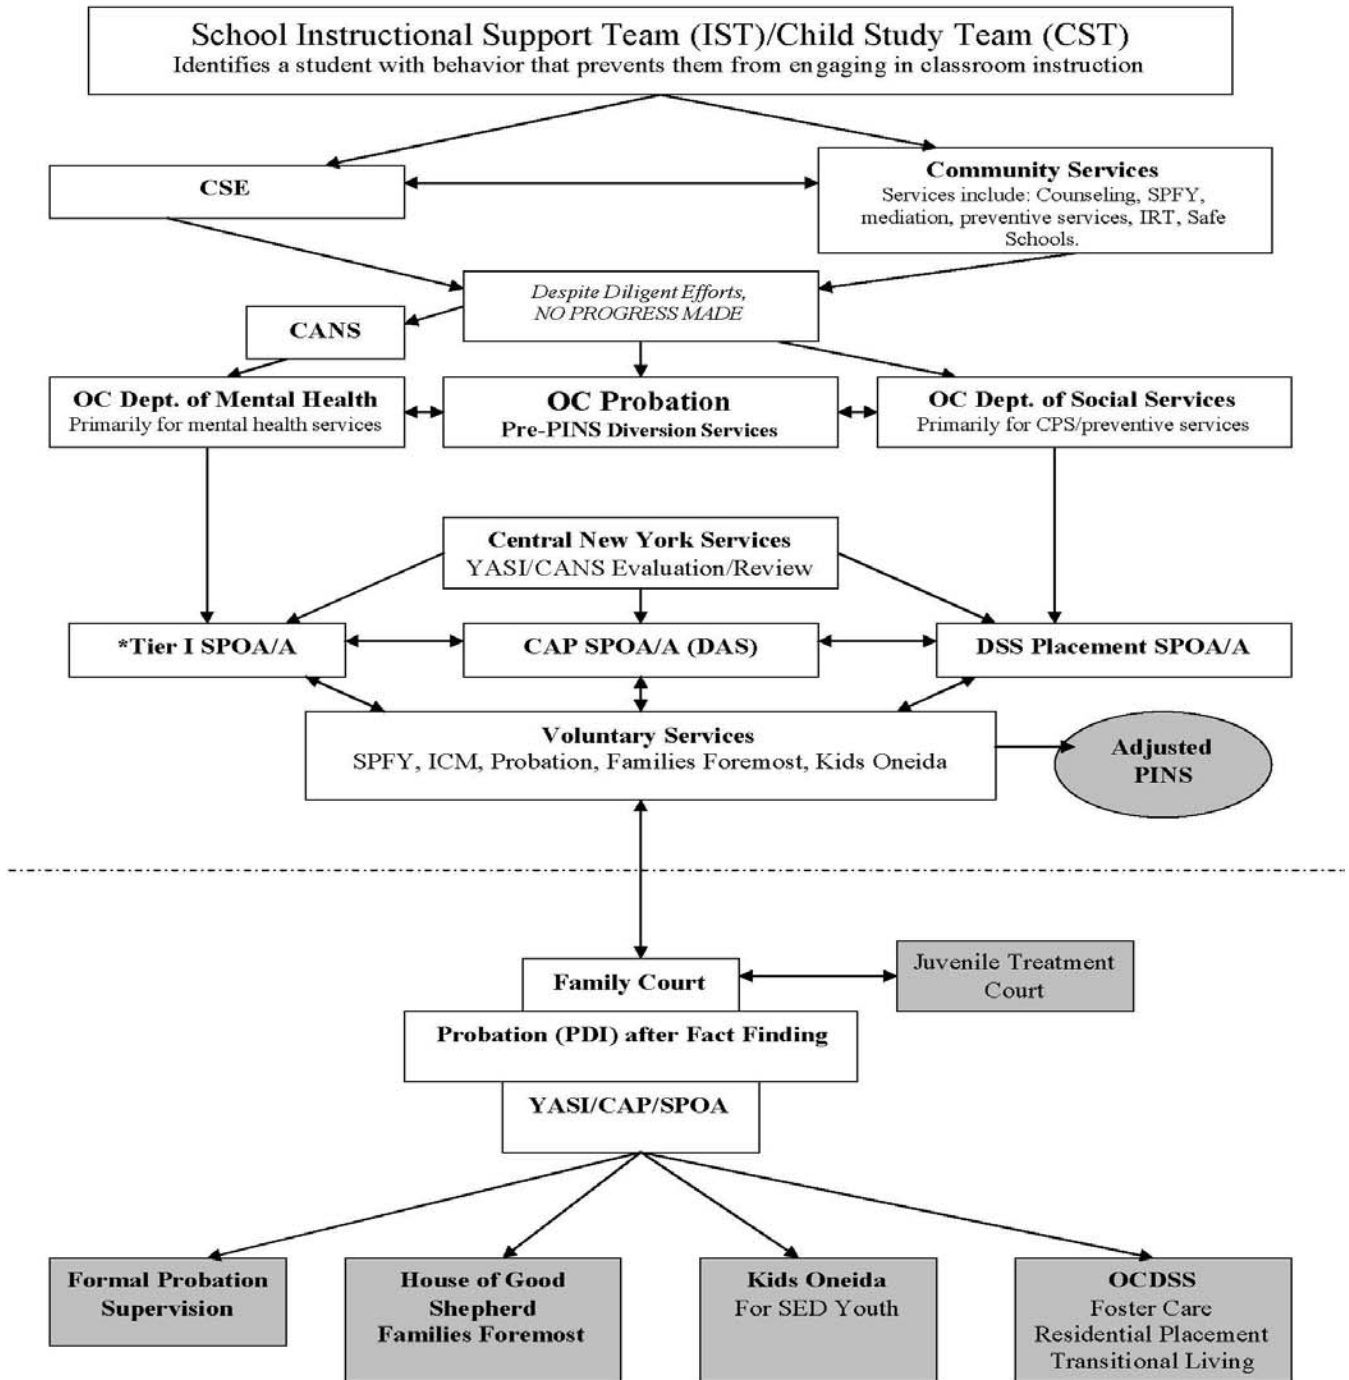 School Instructional Support Team (IST)/Child Study Team (CST)
Identifies a student with behavior that prevents them from engaging in classroom instruction
CSE
Community Services
Services include: Counseling, SPFY,
mediation, preventive services, IRT, Safe
Schools.
Despite Diligent Efforts,
NO PROGRESS MADE
CANS
OC Dept. of Mental Health
Primarily for mental health services
OC Probation
Pre-PINS Diversion Services
OC Dept. of Social Services
Primarily for CPS/preventive services
Central New York Services
YASI/CANS Evaluation/Review
*Tier I SPOA/A
CAP SPOA/A (DAS)
DSS Placement SPOA/A
Voluntary Services
SPFY, ICM, Probation, Families Foremost, Kids Oneida
Adjusted
PINS
Family Court
Juvenile Treatment
Court
Probation (PDI) after Fact Finding
YASI/CAP/SPOA
Formal Probation
Supervision
House of Good
Shepherd
Families Foremost
Kids Oneida
For SED Youth
OCDSS
Foster Care
Residential Placement
Transitional Living